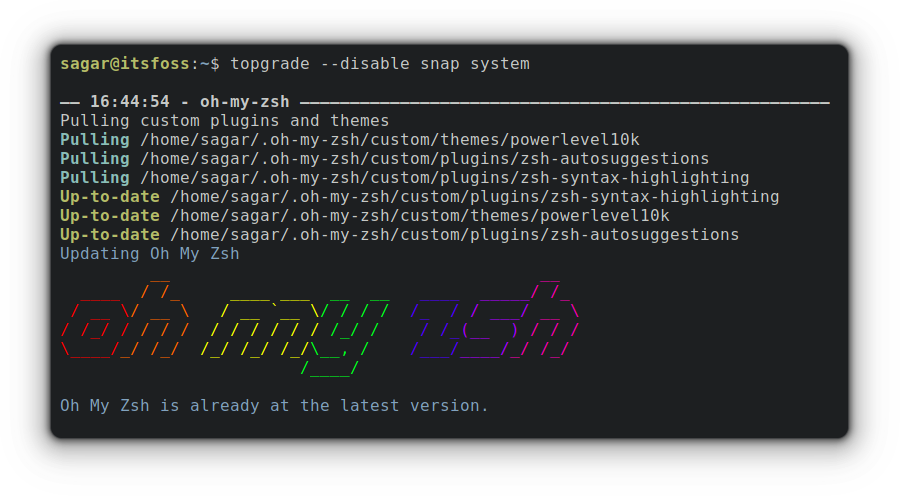 sagar@itsfoss:~$ topgrade --disable snap system
—— 16:44:54 - oh-my-zsh —————————————————————————————————————————————————————
Pulling custom plugins and themes
Pulling /home/sagar/.oh-my-zsh/custom/themes/powerlevel10k
Pulling /home/sagar/.oh-my-zsh/custom/plugins/zsh-autosuggestions
Pulling /home/sagar/.oh-my-zsh/custom/plugins/zsh-syntax-highlighting
Up-to-date /home/sagar/.oh-my-zsh/custom/plugins/zsh-syntax-highlighting
Up-to-date /home/sagar/.oh-my-zsh/custom/themes/powerlevel10k
Up-to-date /home/sagar/.oh-my-zsh/custom/plugins/zsh-autosuggestions
Updating Oh My Zsh
oh my zsh
Oh My Zsh is already at the latest version.